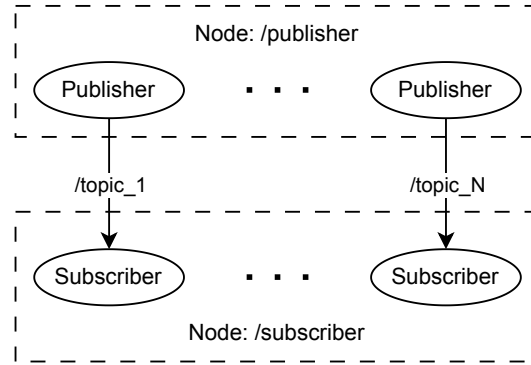 Node: /publisher
Publisher
. . .
Publisher
/topic_1
/topic_N
Subscriber
. . .
Subscriber
Node: /subscriber